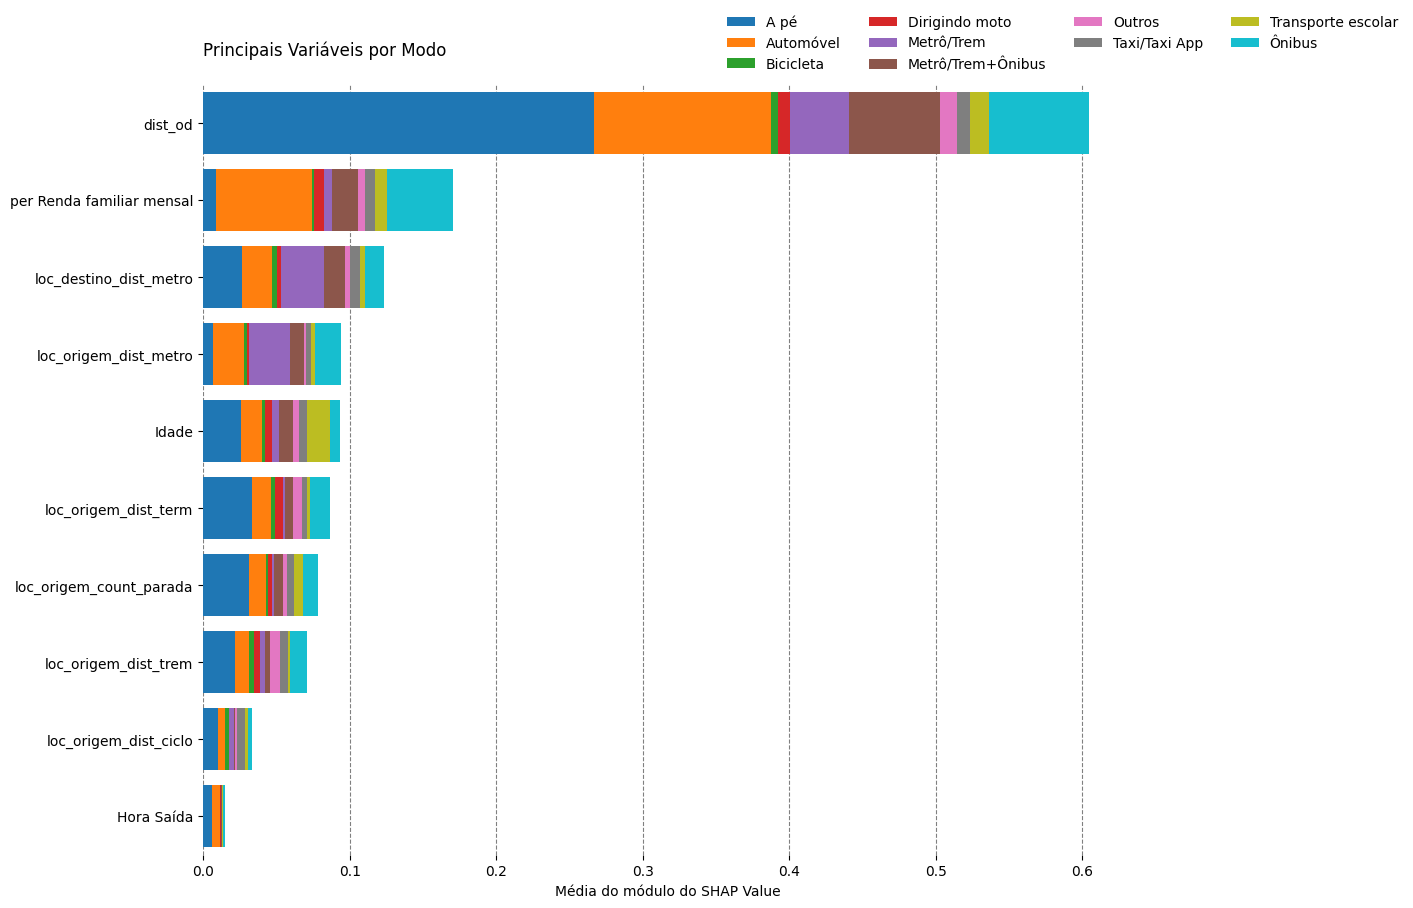 Principais Variáveis por Modo
A pé
Automóvel
Bicicleta
Dirigindo moto
Metrô/Trem
Metrô/Trem+Ônibus
Outros
Taxi/Taxi App
Transporte escolar
Ônibus
dist_od
per Renda familiar mensal
loc_destino_dist_metro
loc_origem_dist_metro
Idade
loc_origem_dist_term
loc_origem_count_parada
loc_origem_dist_trem
loc_origem_dist_ciclo
Hora Saída
0.0 0.1 0.2 0.3 0.4 0.5 0.6
Média do módulo do SHAP Value